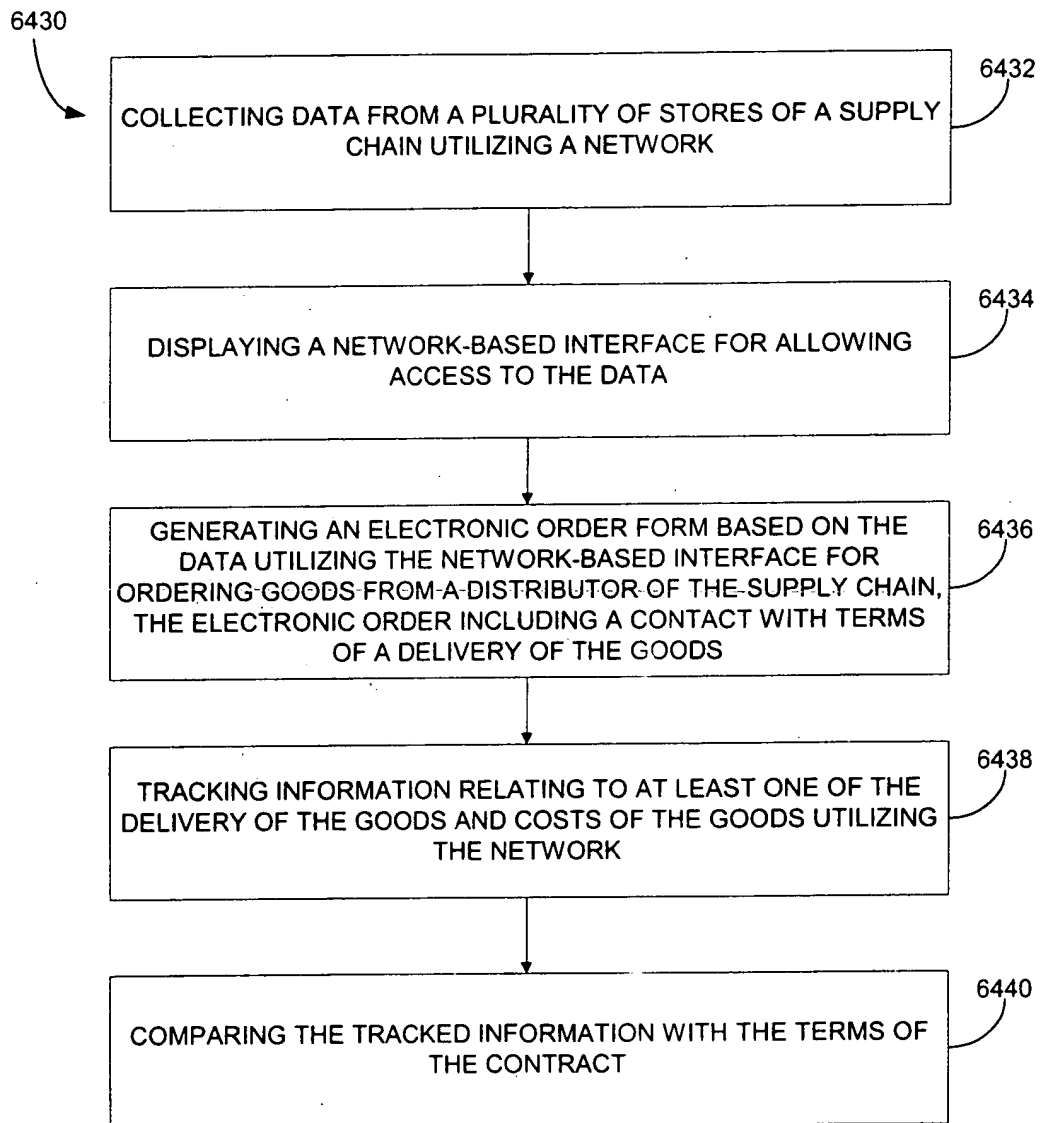 6430
6432
COLLECTING DATA FROM A PLURALITY OF STORES OF A SUPPLY
CHAIN UTILIZING A NETWORK
6434
DISPLAYING A NETWORK-BASED INTERFACE FOR ALLOWING
ACCESS TO THE DATA
6436
GENERATING AN ELECTRONIC ORDER FORM BASED ON THE
DATA UTILIZING THE NETWORK-BASED INTERFACE FOR
ORDERING GOODS FROM A DISTRIBUTOR OF THE SUPPLY CHAIN,
THE ELECTRONIC ORDER INCLUDING A CONTACT WITH TERMS
OF A DELIVERY OF THE GOODS
6438
TRACKING INFORMATION RELATING TO AT LEAST ONE OF THE
DELIVERY OF THE GOODS AND COSTS OF THE GOODS UTILIZING
THE NETWORK
6440
COMPARING THE TRACKED INFORMATION WITH THE TERMS OF
THE CONTRACT